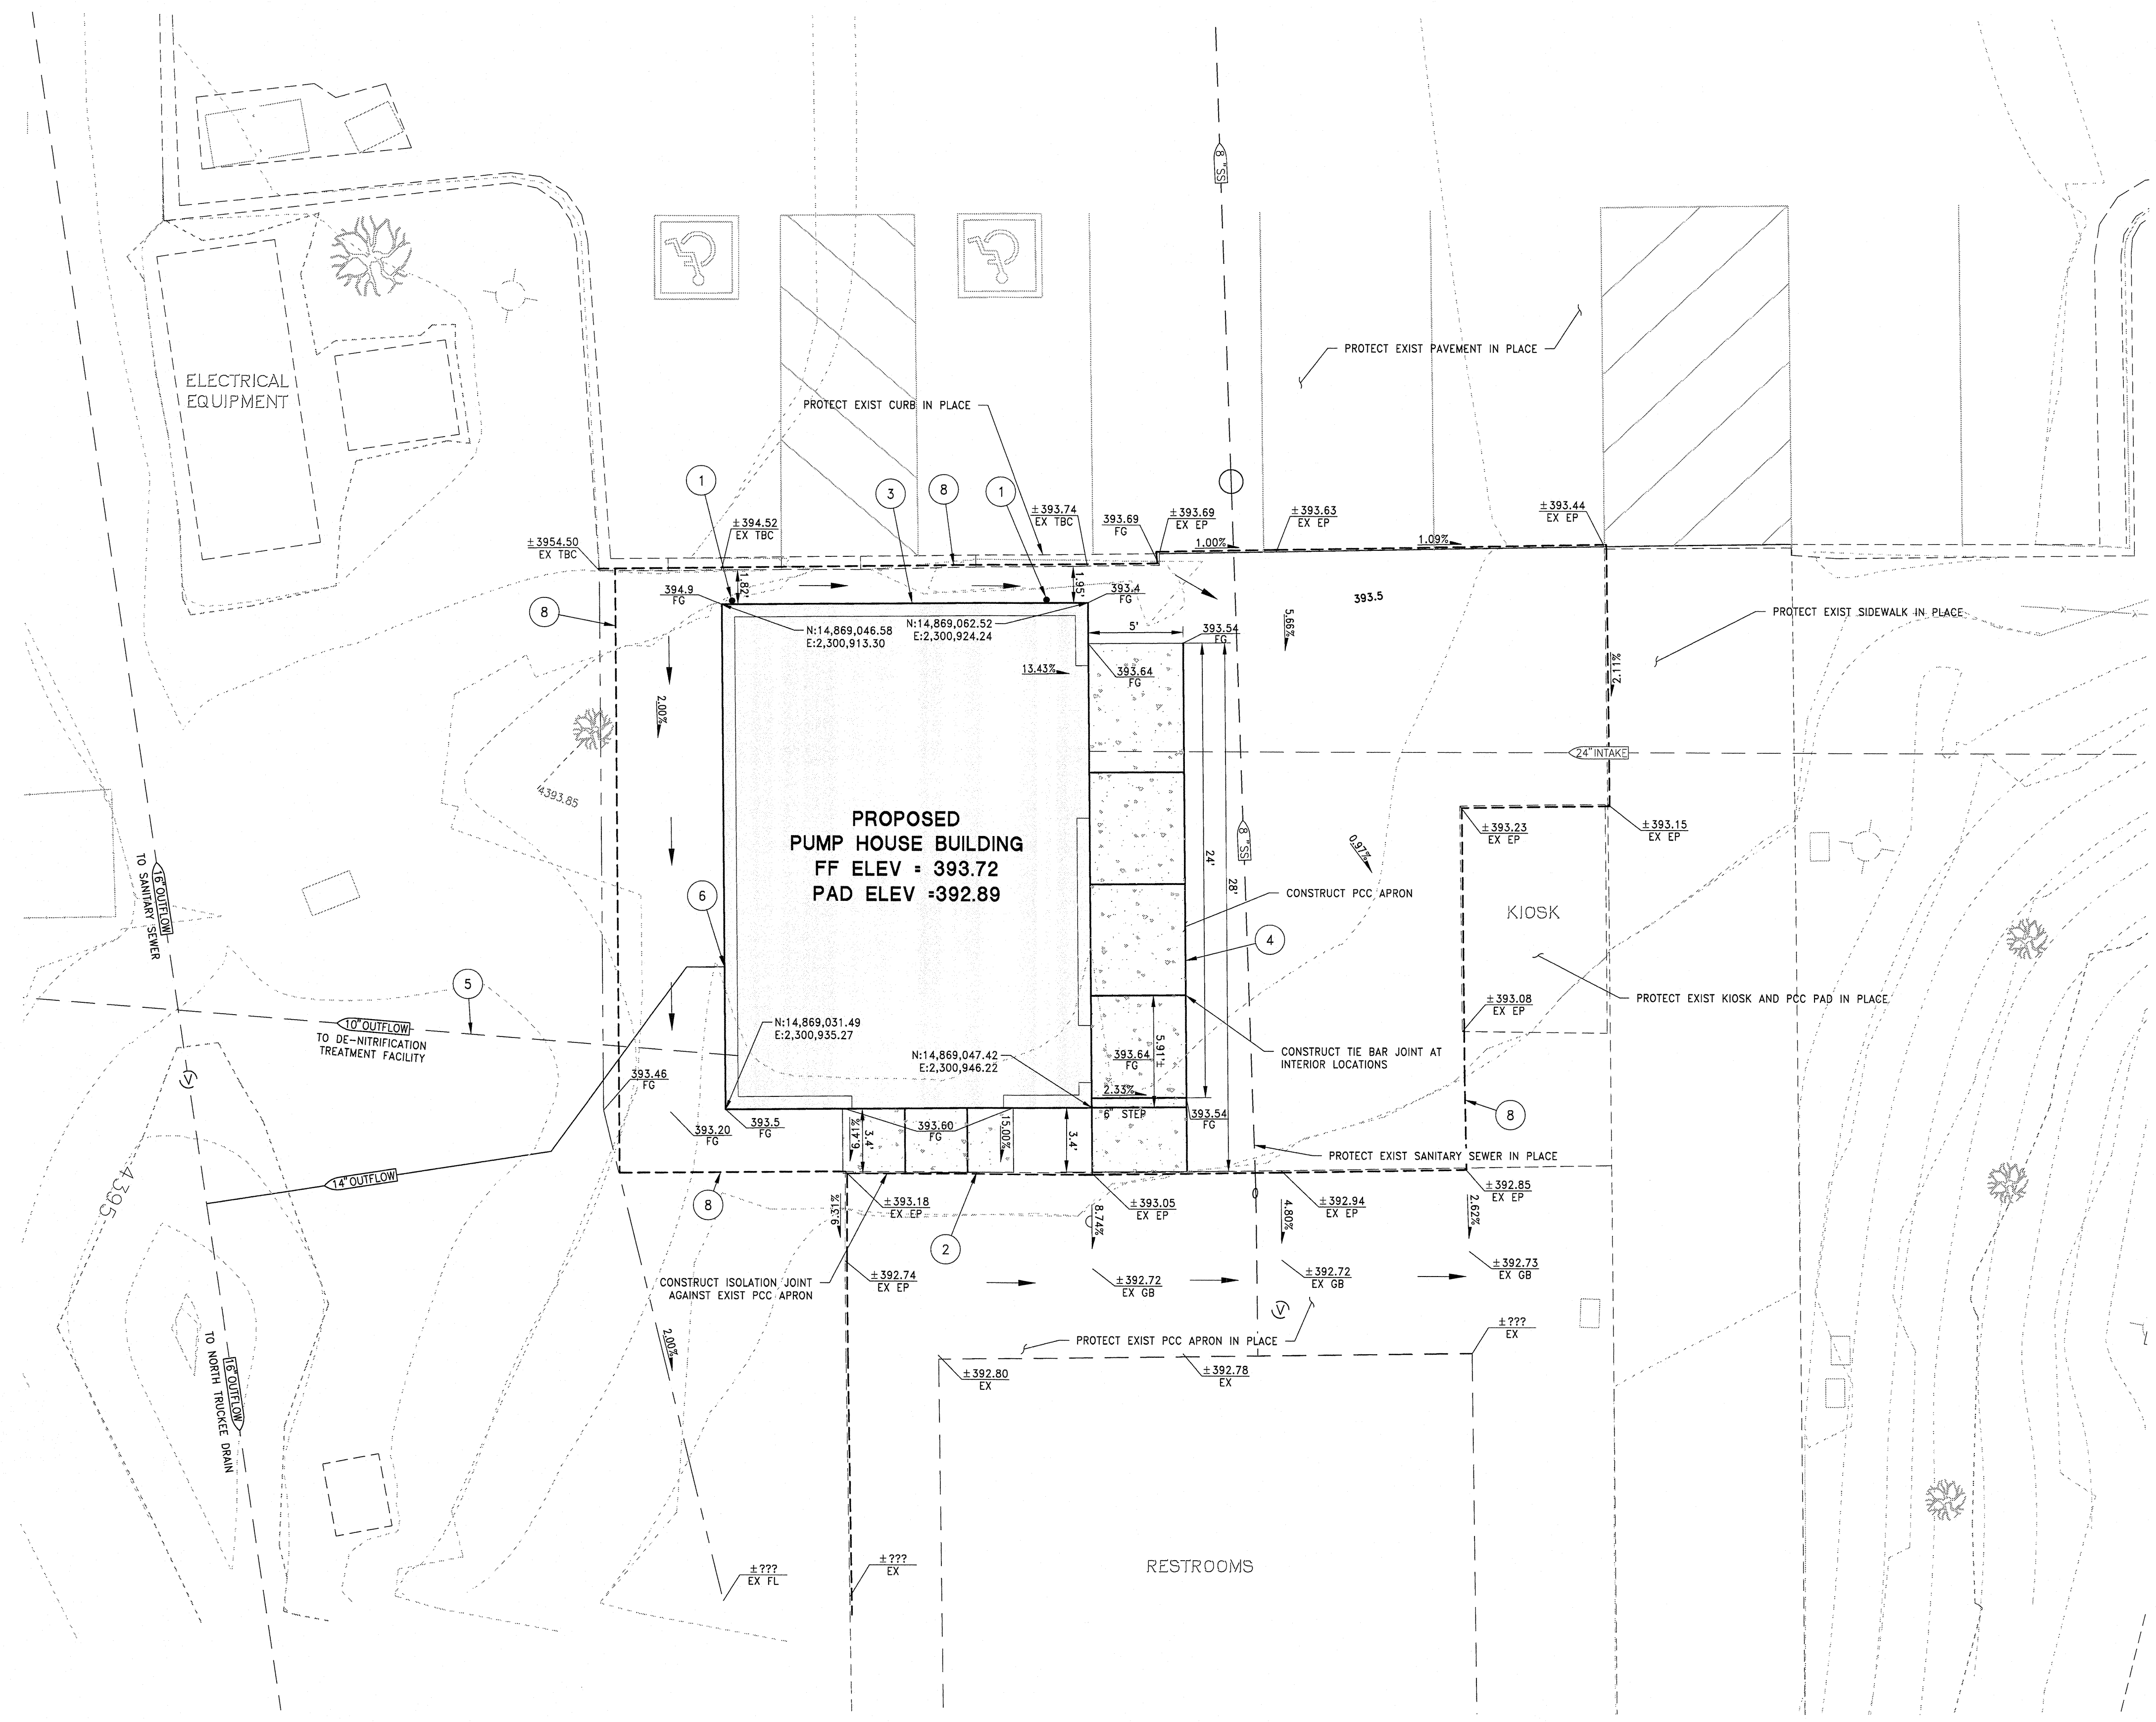 8 "SS
ELECTRICAL
EQUIPMENT
PROTECT EXIST PAVEMENT IN PLACE
PROTECT EXIST CURB IN PLACE
1
3
8
1
±3954.50
EX TBC
±394.52
EX TBC
±393.74
EX TBC
393.69
FG
±393.69
EX EP
±393.63
EX EP
±393.44
EX EP
1.00%
1.09%
1.82'
1.95'
394.9
FG
393.4
FG
393.5
8
N:14,869,046.58
E:2,300,913.30
N:14,869,062.52
E:2,300,924.24
5'
393.54
FG
5.66%
PROTECT EXIST SIDEWALK IN PLACE
2.11%
13.43%
393.64
FG
2.00%
24"INTAKE
4393.85
PROPOSED
PUMP HOUSE BUILDING
FF ELEV = 393.72
PAD ELEV =392.89
8 "SS
24'
28'
0.97%
±393.23
EX EP
±393.15
EX EP
16"OUTFLOW
TO SANITARY SEWER
6
CONSTRUCT PCC APRON
4
KIOSK
5
10"OUTFLOW
TO DE-NITRIFICATION
TREATMENT FACILITY
±393.08
EX EP
PROTECT EXIST KIOSK AND PCC PAD IN PLACE
N:14,869,031.49
E:2,300,935.27
N:14,869,047.42
E:2,300,946.22
393.64
FG
5.91'±
CONSTRUCT TIE BAR JOINT AT
INTERIOR LOCATIONS
393.46
FG
2.33%
6" STEP
393.54
FG
8
393.20
FG
393.5
FG
9.41%
3.4'
393.60
FG
15.00%
3.4'
PROTECT EXIST SANITARY SEWER IN PLACE
4395
14"OUTFLOW
8
9.31%
±393.18
EX EP
2
±393.05
EX EP
8.74%
±392.94
EX EP
4.80%
±392.85
EX EP
2.62%
CONSTRUCT ISOLATION JOINT
AGAINST EXIST PCC APRON
±392.74
EX EP
±392.72
EX GB
±392.72
EX GB
±392.73
EX GB
V
V
16"OUTFLOW
TO NORTH TRUCKEE DRAIN
2.00%
PROTECT EXIST PCC APRON IN PLACE
±???
EX
±392.80
EX
±392.78
EX
±???
EX FL
±???
EX
RESTROOMS